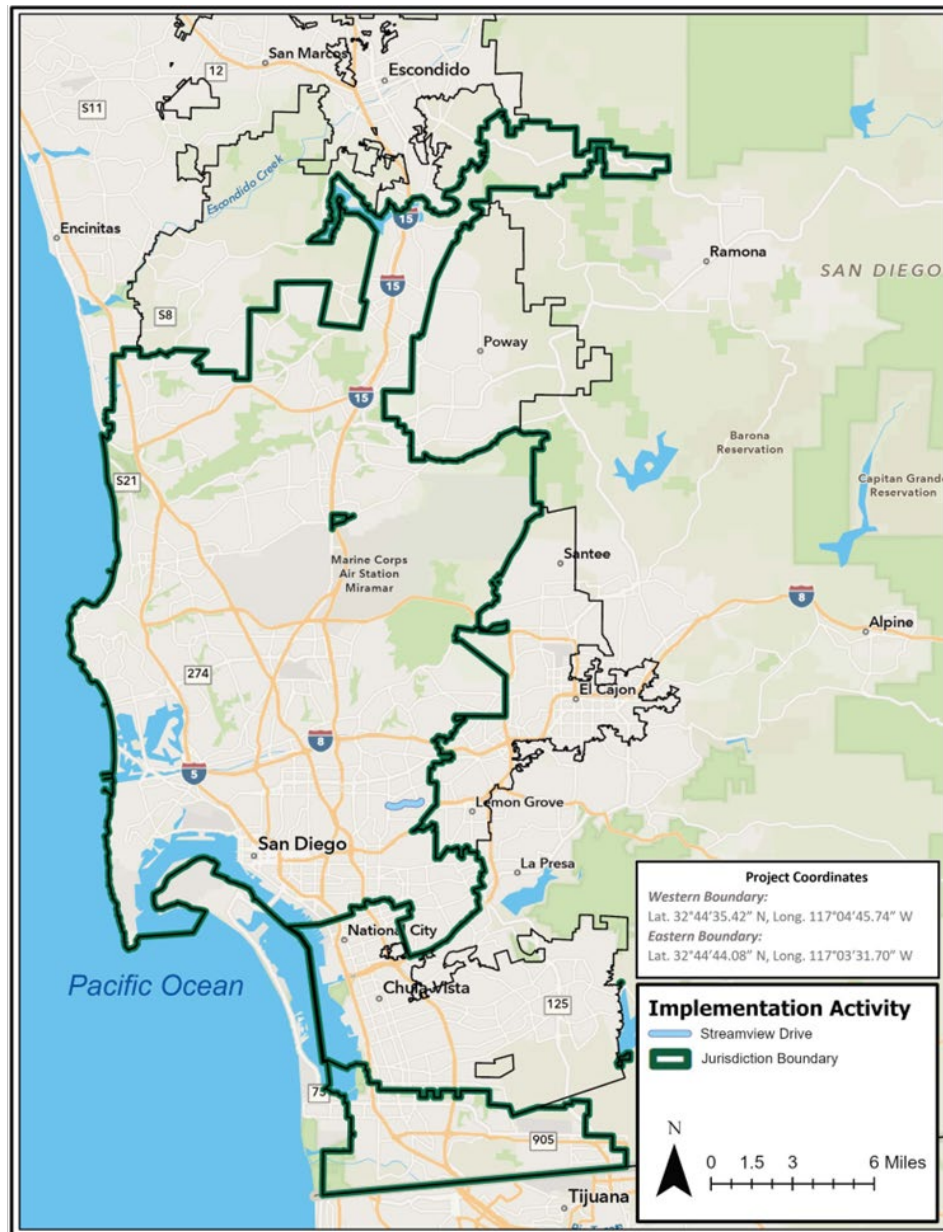 San Marcos
12
Escondido
S11
Escondido Creek
15
Encinitas
Ramona
SAN DIEGO
15
S8
Poway
15
Barona
Reservation
S21
Capitan Grande
Reservation
Marine Corps
Air Station
Miramar
Santee
8
Alpine
274
El Cajon
8
5
Lemon Grove
San Diego
La Presa
Project Coordinates
Western Boundary:
Lat. 32°44’35.42” N, Long. 117°04’45.74” W
Eastern Boundary:
Lat. 32°44’44.08” N, Long. 117°03’31.70” W
National City
Pacific Ocean
Chula Vista
125
Implementation Activity
Streamview Drive
Jurisdiction Boundary
75
905
N
0 1.5 3 6 Miles
Tijuana